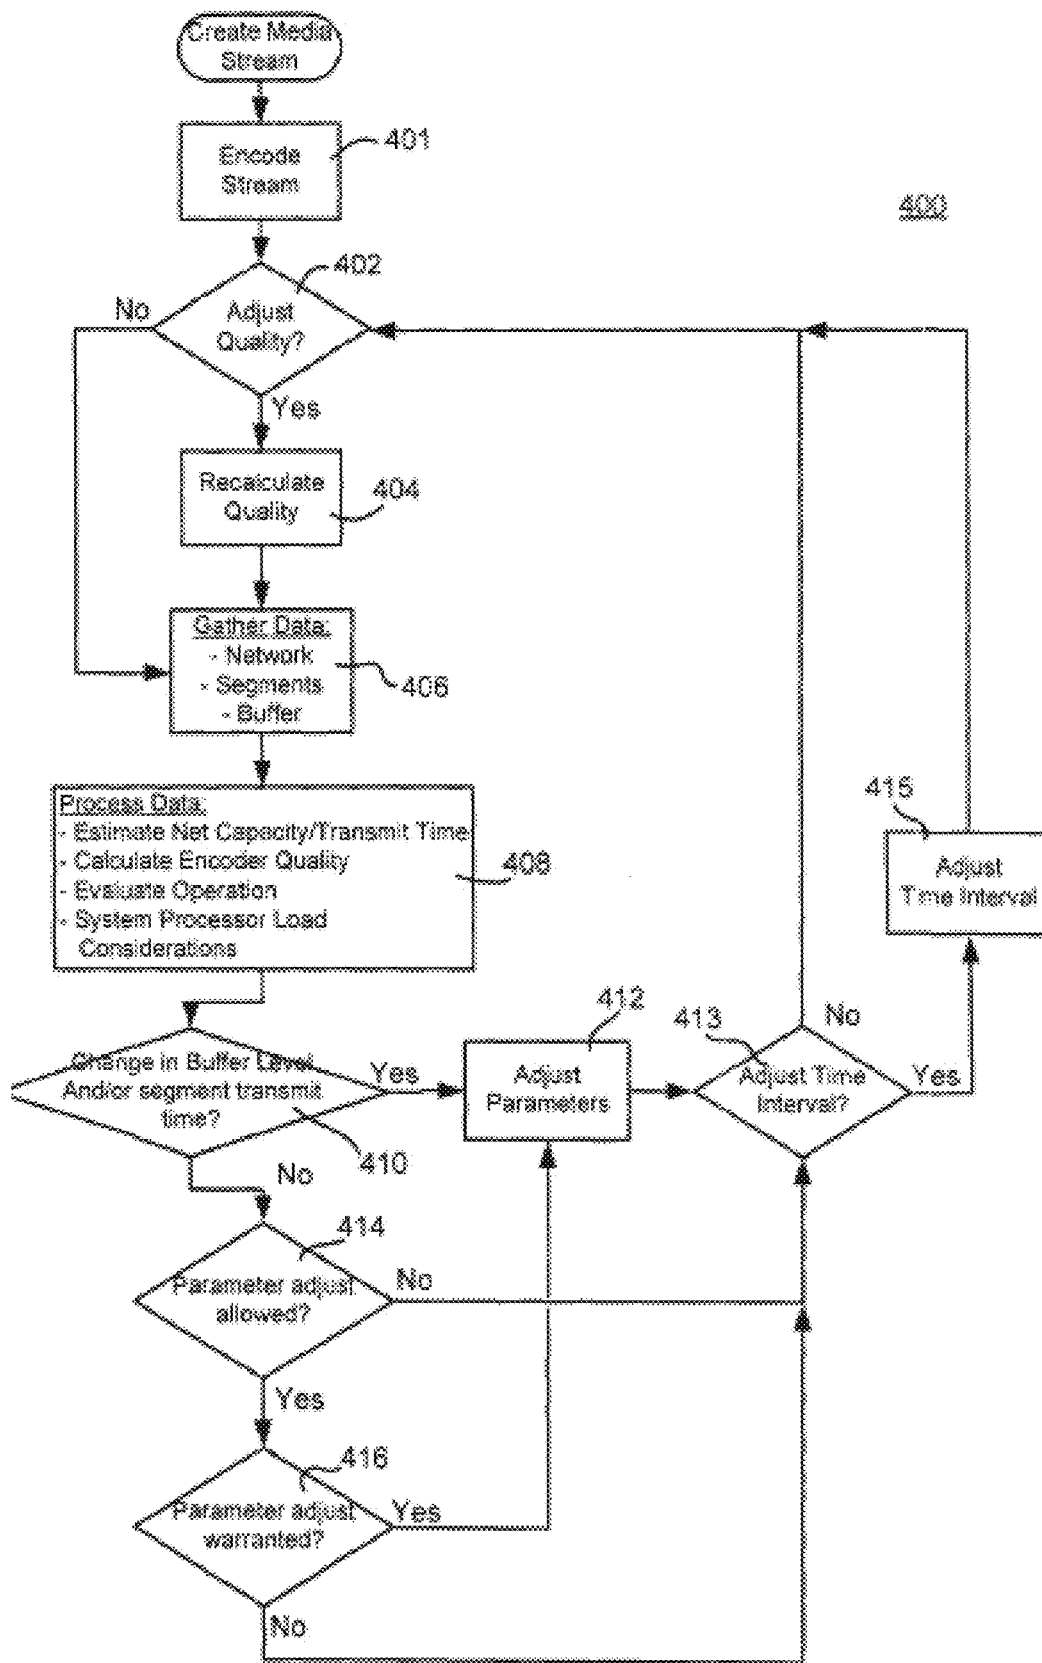 Create Media
Stream
401
Encode
Stream
400
402
No
Adjust
Quality?
Yes
Recalculate
Quality
404
Gather Data:
- Network
- Segments
- Buffer
406
Process Data:
- Estimate Net Capacity/Transmit Time
- Calculate Encoder Quality
- Evaluate Operation
- System Processor Load
Considerations
408
415
Adjust
Time Interval
Change in Buffer Level
And/or segment transmit
time?
Yes
410
No
412
Adjust
Parameters
413
No
Adjust Time
Interval?
Yes
414
Parameter adjust
allowed?
No
Yes
416
Parameter adjust
warranted?
Yes
No